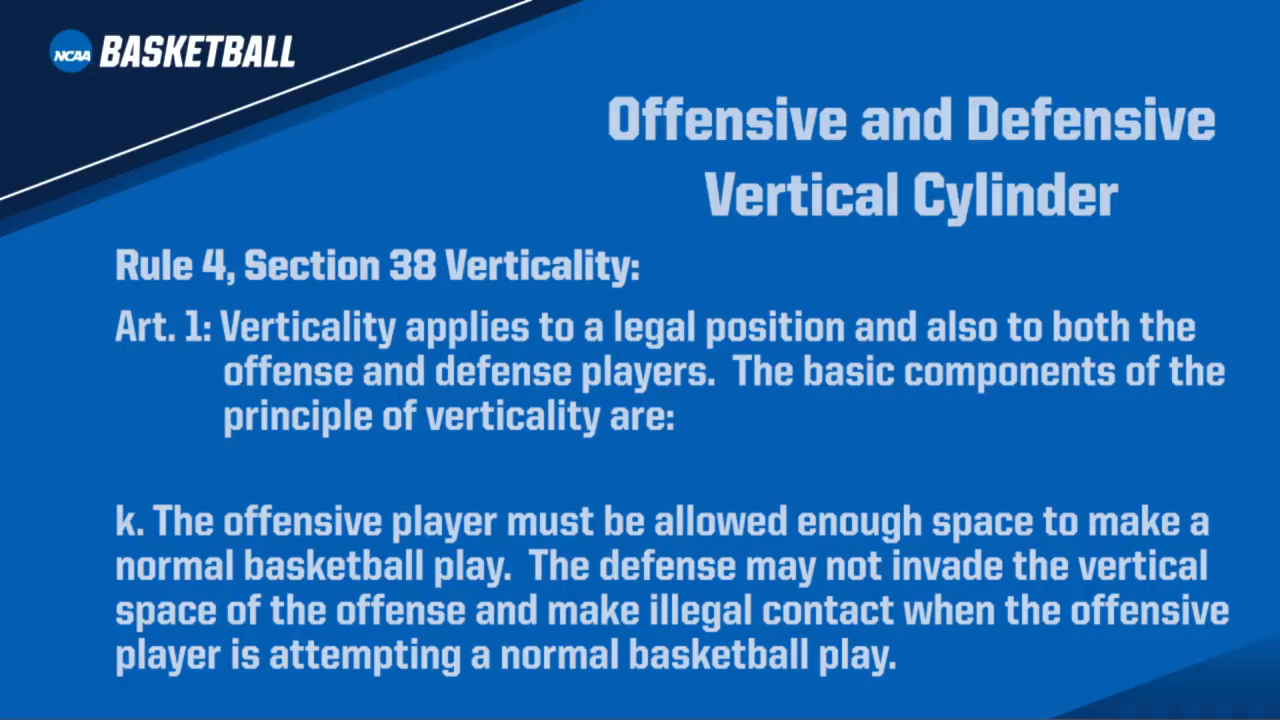 NCAA BASKETBALL
Offensive and Defensive
Vertical Cylinder
Rule 4, Section 38 Verticality:
Art. 1: Verticality applies to a legal position and also to both the
offense and defense players.  The basic components of the
principle of verticality are:
k. The offensive player must be allowed enough space to make a
normal basketball play.  The defense may not invade the vertical
space of the offense and make illegal contact when the offensive
player is attempting a normal basketball play.